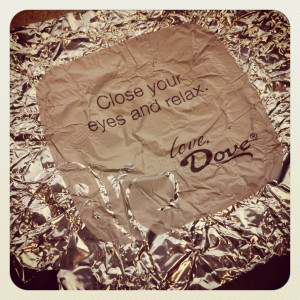 Close your
eyes and relax.
love,
Dove®